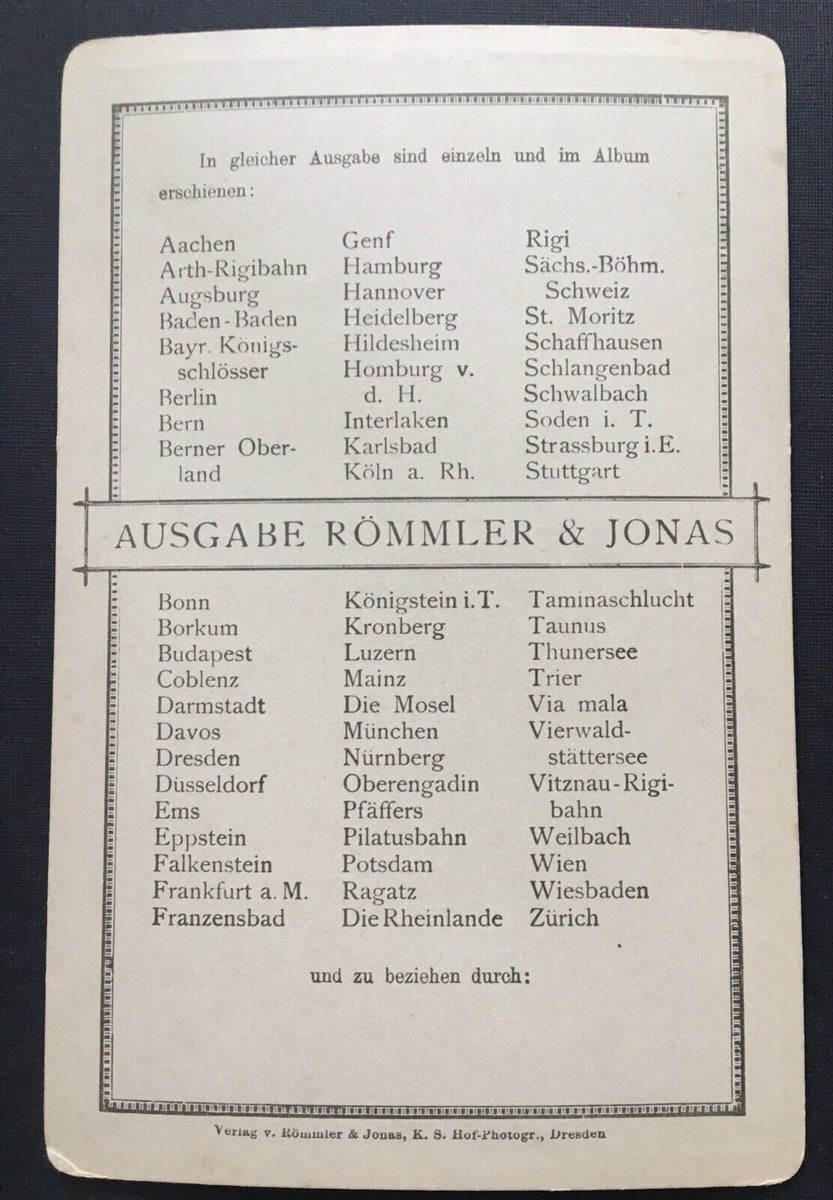 In gleicher Ausgabe sind einzeln und im Album
erschienen:
Aachen
Arth-Rigibahn
Augsburg
Baden-Baden
Bayr. Königs-
schlösser
Berlin
Bern
Berner Ober-
land
Genf
Hamburg
Hannover
Heidelberg
Hildesheim
Homburg v.
d. H.
Interlaken
Karlsbad
Köln a. Rh.
Rigi
Sächs.-Böhm.
Schweiz
St. Moritz
Schaffhausen
Schlangenbad
Schwalbach
Soden i. T.
Strassburg i.E.
Stuttgart
AUSGABE RÖMMLER & JONAS
Bonn
Borkum
Budapest
Coblenz
Darmstadt
Davos
Dresden
Düsseldorf
Ems
Eppstein
Falkenstein
Frankfurt a. M.
Franzensbad
Königstein i.T.
Kronberg
Luzern
Mainz
Die Mosel
München
Nürnberg
Oberengadin
Pfäffers
Pilatusbahn
Potsdam
Ragatz
Die Rheinlande
Taminaschlucht
Taunus
Thunersee
Trier
Via mala
Vierwald-
stättersee
Vitznau-Rigi-
bahn
Weilbach
Wien
Wiesbaden
Zürich
und zu beziehen durch:
Verlag v. Römmler & Jonas, K. S. Hof-Photogr., Dresden